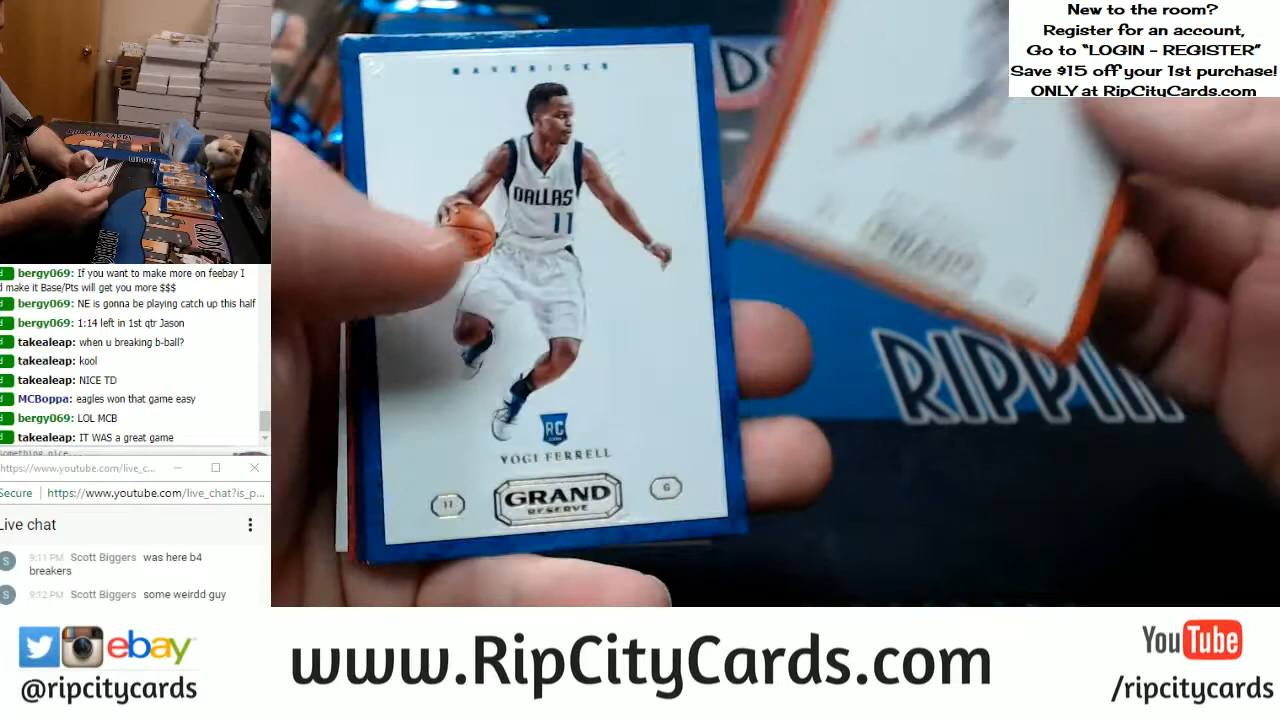 New to the room?
Register for an account,
Go to "LOGIN - REGISTER"
Save $15 off your 1st purchase!
ONLY at RipCityCards.com
MAVERICKS
DALLAS
11
RC
YOGI FERRELL
11
GRAND
RESERVE
G
RIPPIN
bergy069: If you want to make more on feebay I
make it Base/Pts will get you more $$$
bergy069: NE is gonna be playing catch up this half
bergy069: 1:14 left in 1st qtr Jason
takealeap: when u breaking b-ball?
takealeap: kool
takealeap: NICE TD
MCBoppa: eagles won that game easy
bergy069: LOL MCB
takealeap: IT WAS a great game
https://www.youtube.com/live_c...
Secure https://www.youtube.com/live_chat?is_p...
Live chat
S 9:11 PM Scott Biggers was here b4
breakers
S 9:12 PM Scott Biggers some weirdd guy
ebay
@ripcitycards
www.RipCityCards.com
YouTube
/ripcitycards